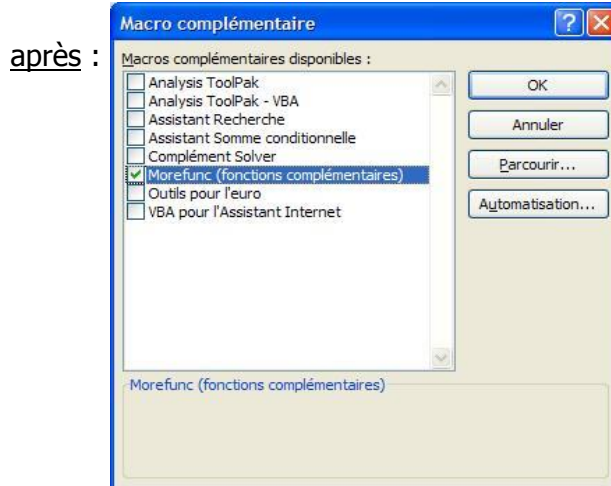 après :
Macro complémentaire
Macros complémentaires disponibles :
Analysis ToolPak
Analysis ToolPak - VBA
Assistant Recherche
Assistant Somme conditionnelle
Complément Solver
Morefunc (fonctions complémentaires)
Outils pour l'euro
VBA pour l'Assistant Internet
OK
Annuler
Parcourir...
Automatisation...
Morefunc (fonctions complémentaires)